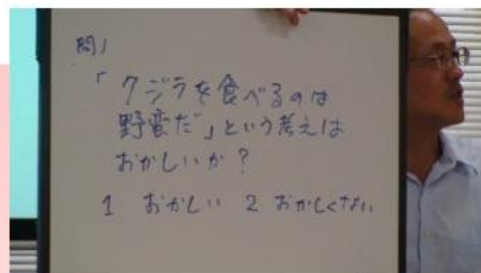 問1
「クジラを食べるのは
野蛮だ」という考えは
おかしいか?
1 おかしい 2 おかしくない